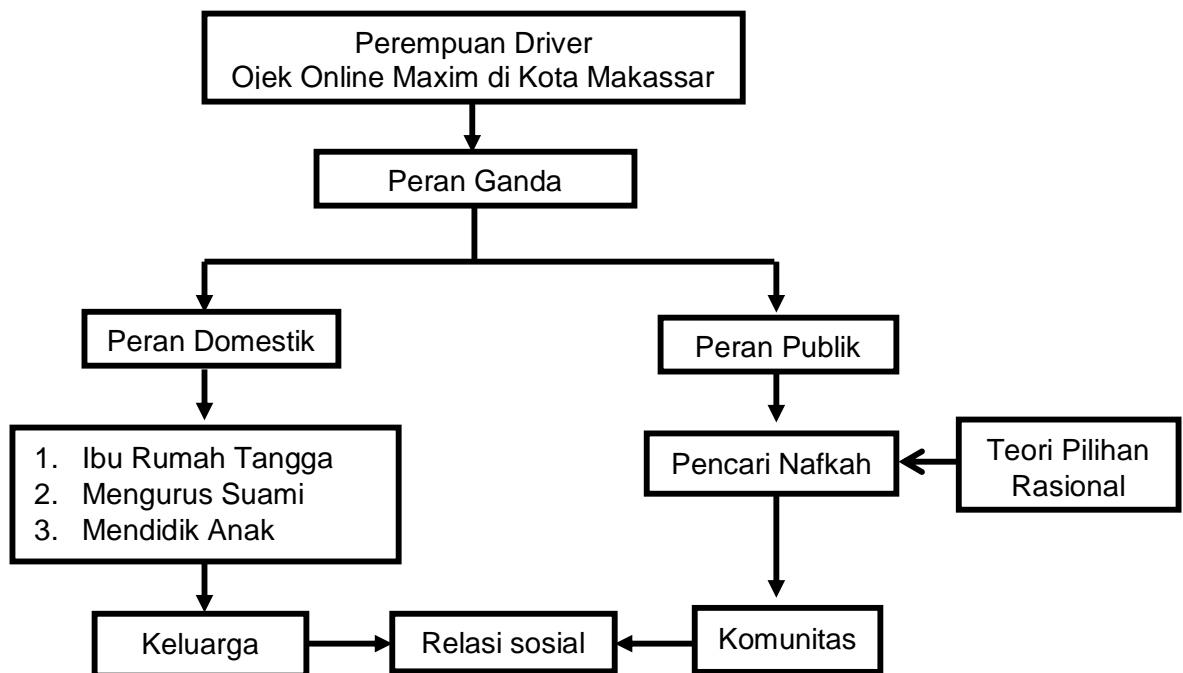 Perempuan Driver
Ojek Online Maxim di Kota Makassar
Peran Ganda
Peran Domestik
Peran Publik
1. Ibu Rumah Tangga
2. Mengurus Suami
3. Mendidik Anak
Pencari Nafkah
Teori Pilihan
Rasional
Keluarga
Relasi sosial
Komunitas